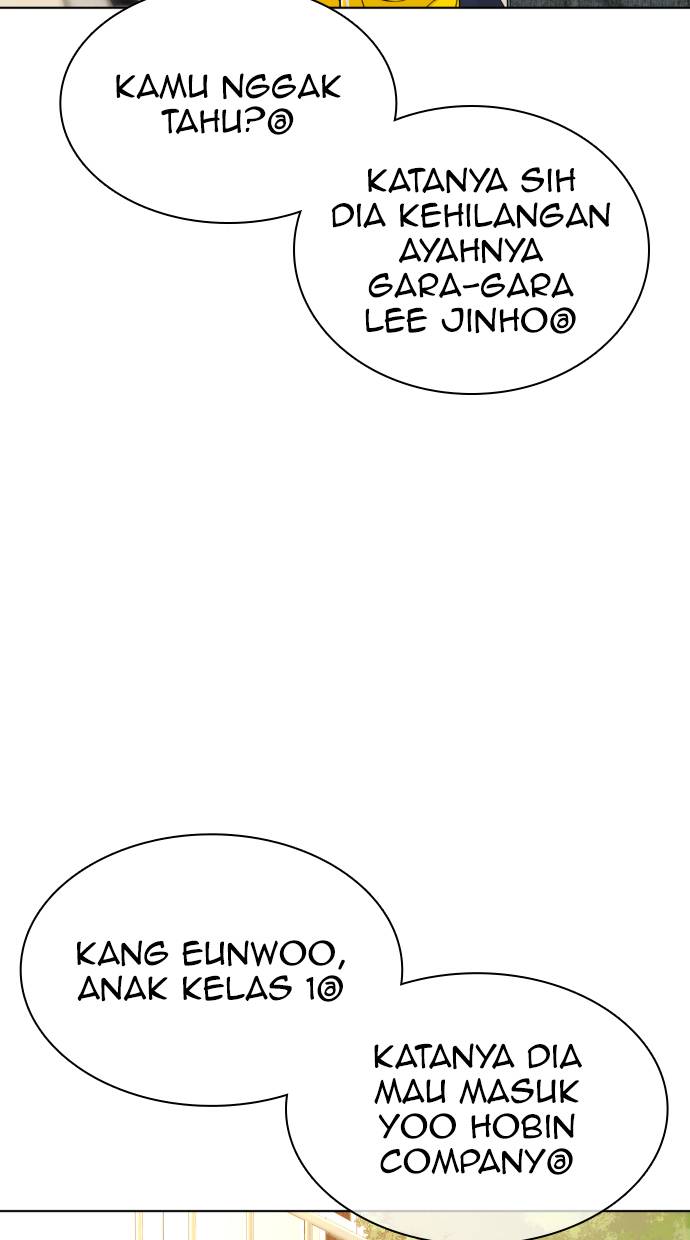 KAMU NGGAK
TAHU?@
KATANYA SIH
DIA KEHILANGAN
AYAHNYA
GARA-GARA
LEE JINHO@
KANG EUNWOO,
ANAK KELAS 1@
KATANYA DIA
MAU MASUK
YOO HOBIN
COMPANY@